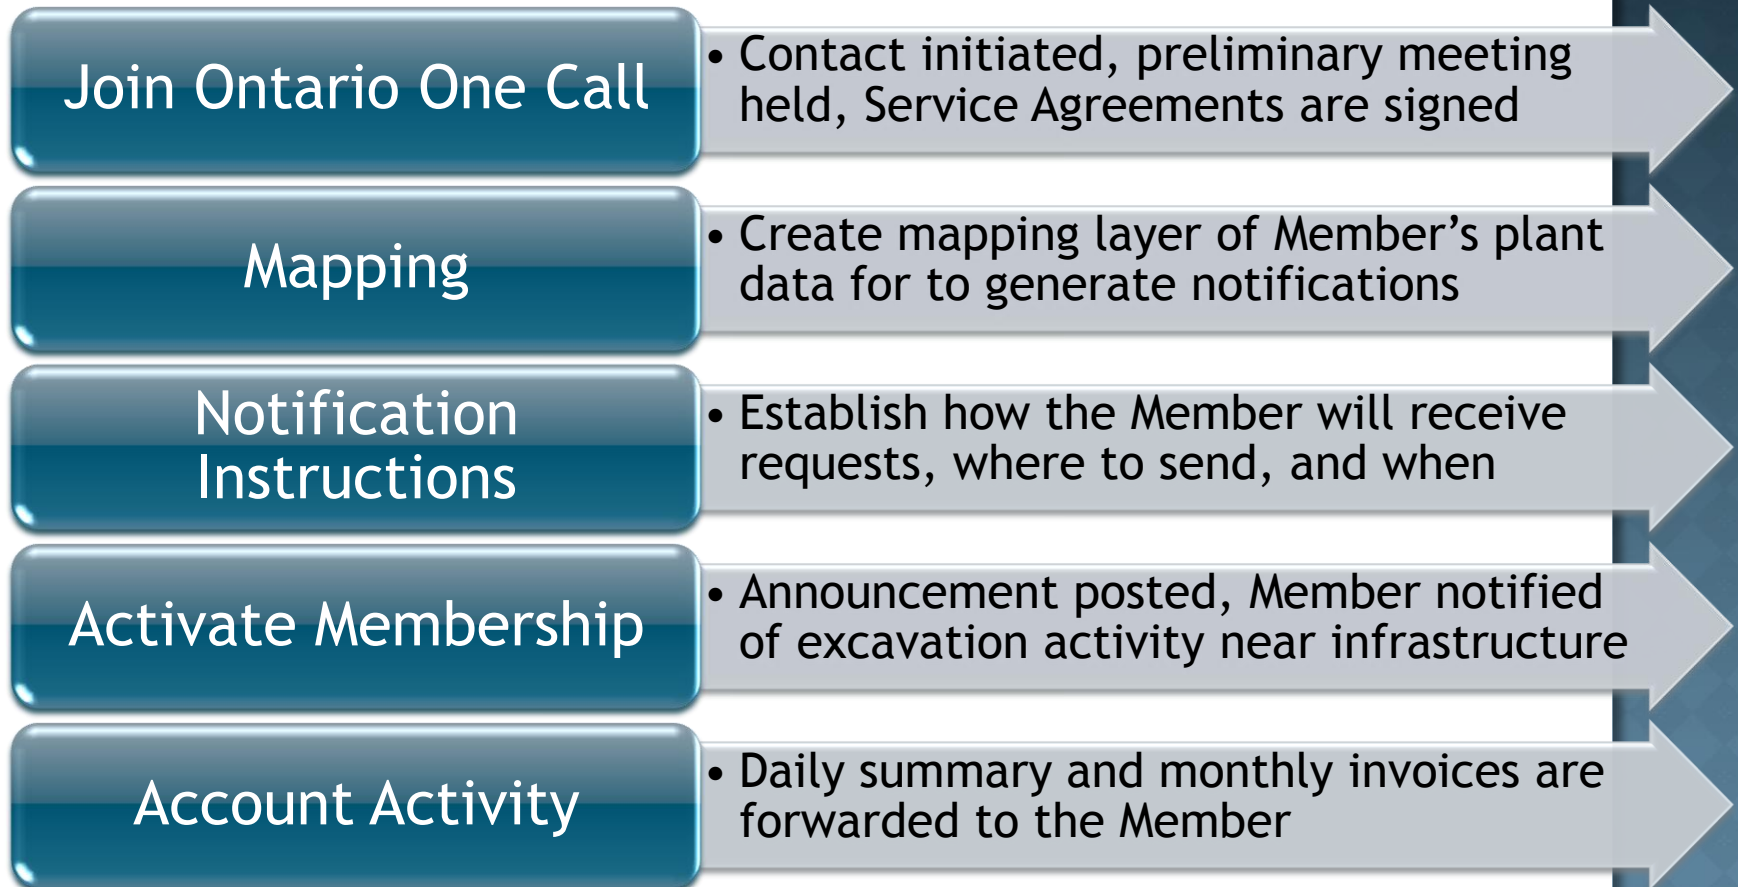 Join Ontario One Call
• Contact initiated, preliminary meeting
held, Service Agreements are signed
Mapping
• Create mapping layer of Member’s plant
data for to generate notifications
Notification
Instructions
• Establish how the Member will receive
requests, where to send, and when
Activate Membership
• Announcement posted, Member notified
of excavation activity near infrastructure
Account Activity
• Daily summary and monthly invoices are
forwarded to the Member